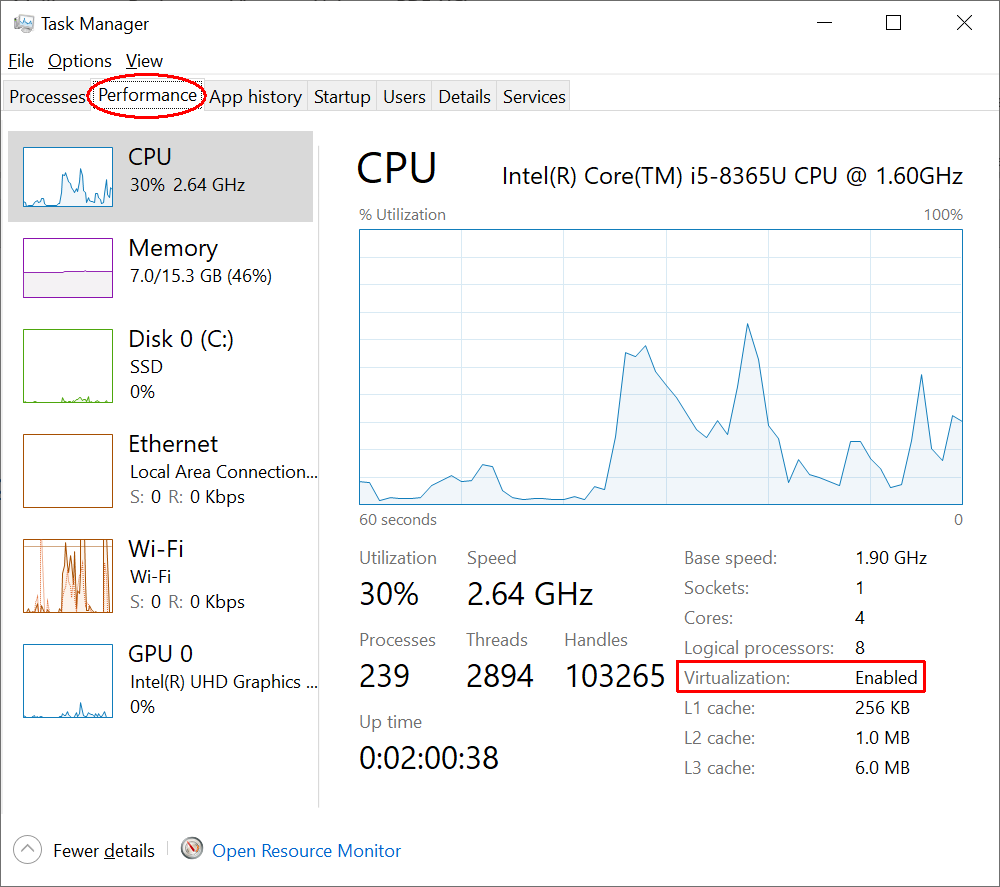 Task Manager
File Options View
Processes Performance App history Startup Users Details Services
CPU
30% 2.64 GHz
Memory
7.0/15.3 GB (46%)
Disk 0 (C:)
SSD
0%
Ethernet
Local Area Connection...
S: 0 R: 0 Kbps
Wi-Fi
Wi-Fi
S: 0 R: 0 Kbps
GPU 0
Intel(R) UHD Graphics ...
0%
CPU
Intel(R) Core(TM) i5-8365U CPU @ 1.60GHz
% Utilization 100%
60 seconds 0
Utilization Speed
30% 2.64 GHz
Processes Threads Handles
239 2894 103265
Up time
0:02:00:38
Base speed: 1.90 GHz
Sockets: 1
Cores: 4
Logical processors: 8
Virtualization: Enabled
L1 cache: 256 KB
L2 cache: 1.0 MB
L3 cache: 6.0 MB
Fewer details Open Resource Monitor